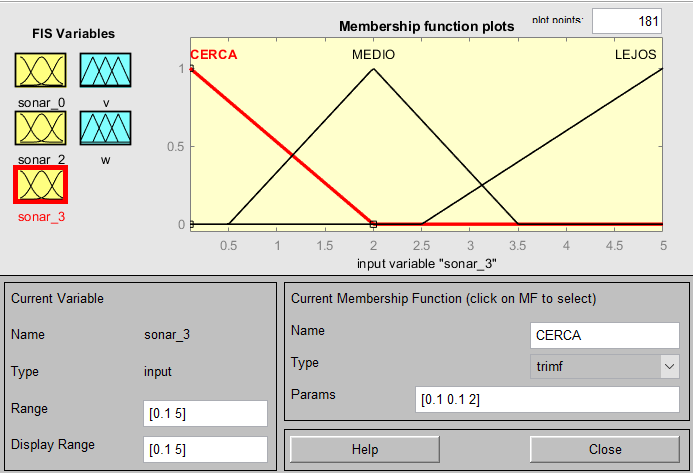 FIS Variables
Membership function plots
plot points:
181
CERCA
MEDIO
LEJOS
1
0.5
0
0.5
1
1.5
2
2.5
3
3.5
4
4.5
5
input variable "sonar_3"
sonar_0
v
sonar_2
w
sonar_3
Current Variable
Name
sonar_3
Type
input
Range
[0.1 5]
Display Range
[0.1 5]
Current Membership Function (click on MF to select)
Name
CERCA
Type
trimf
Params
[0.1 0.1 2]
Help
Close